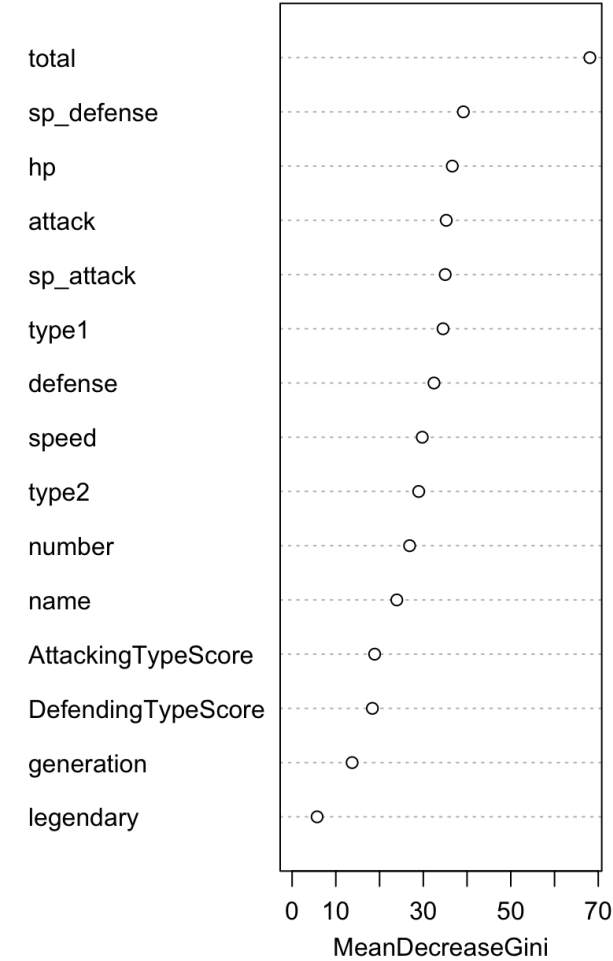 total
sp_defense
hp
attack
sp_attack
type1
defense
speed
type2
number
name
AttackingTypeScore
DefendingTypeScore
generation
legendary
0 10 30 50 70
MeanDecreaseGini